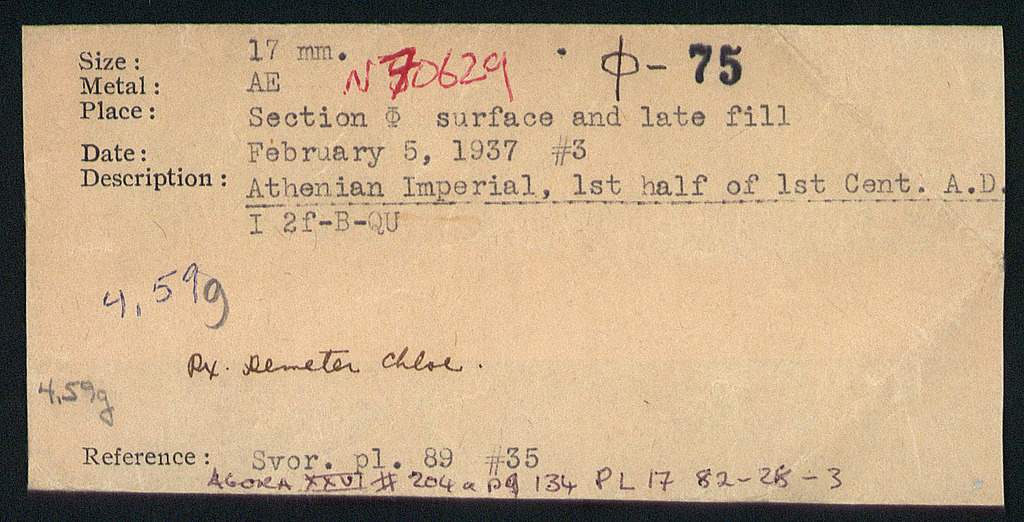 Size : 17 mm. N70629 Φ - 75
Metal : AE
Place : Section Φ surface and late fill
Date : February 5, 1937 #3
Description : Athenian Imperial, 1st half of 1st Cent. A.D.
I 2f-B-QU
4.59g
Rx. Demeter Chloe.
4.59g
Reference : Svor. pl. 89 #35
AGORA XXVI # 204 a pg 134 PL 17 82-28-3